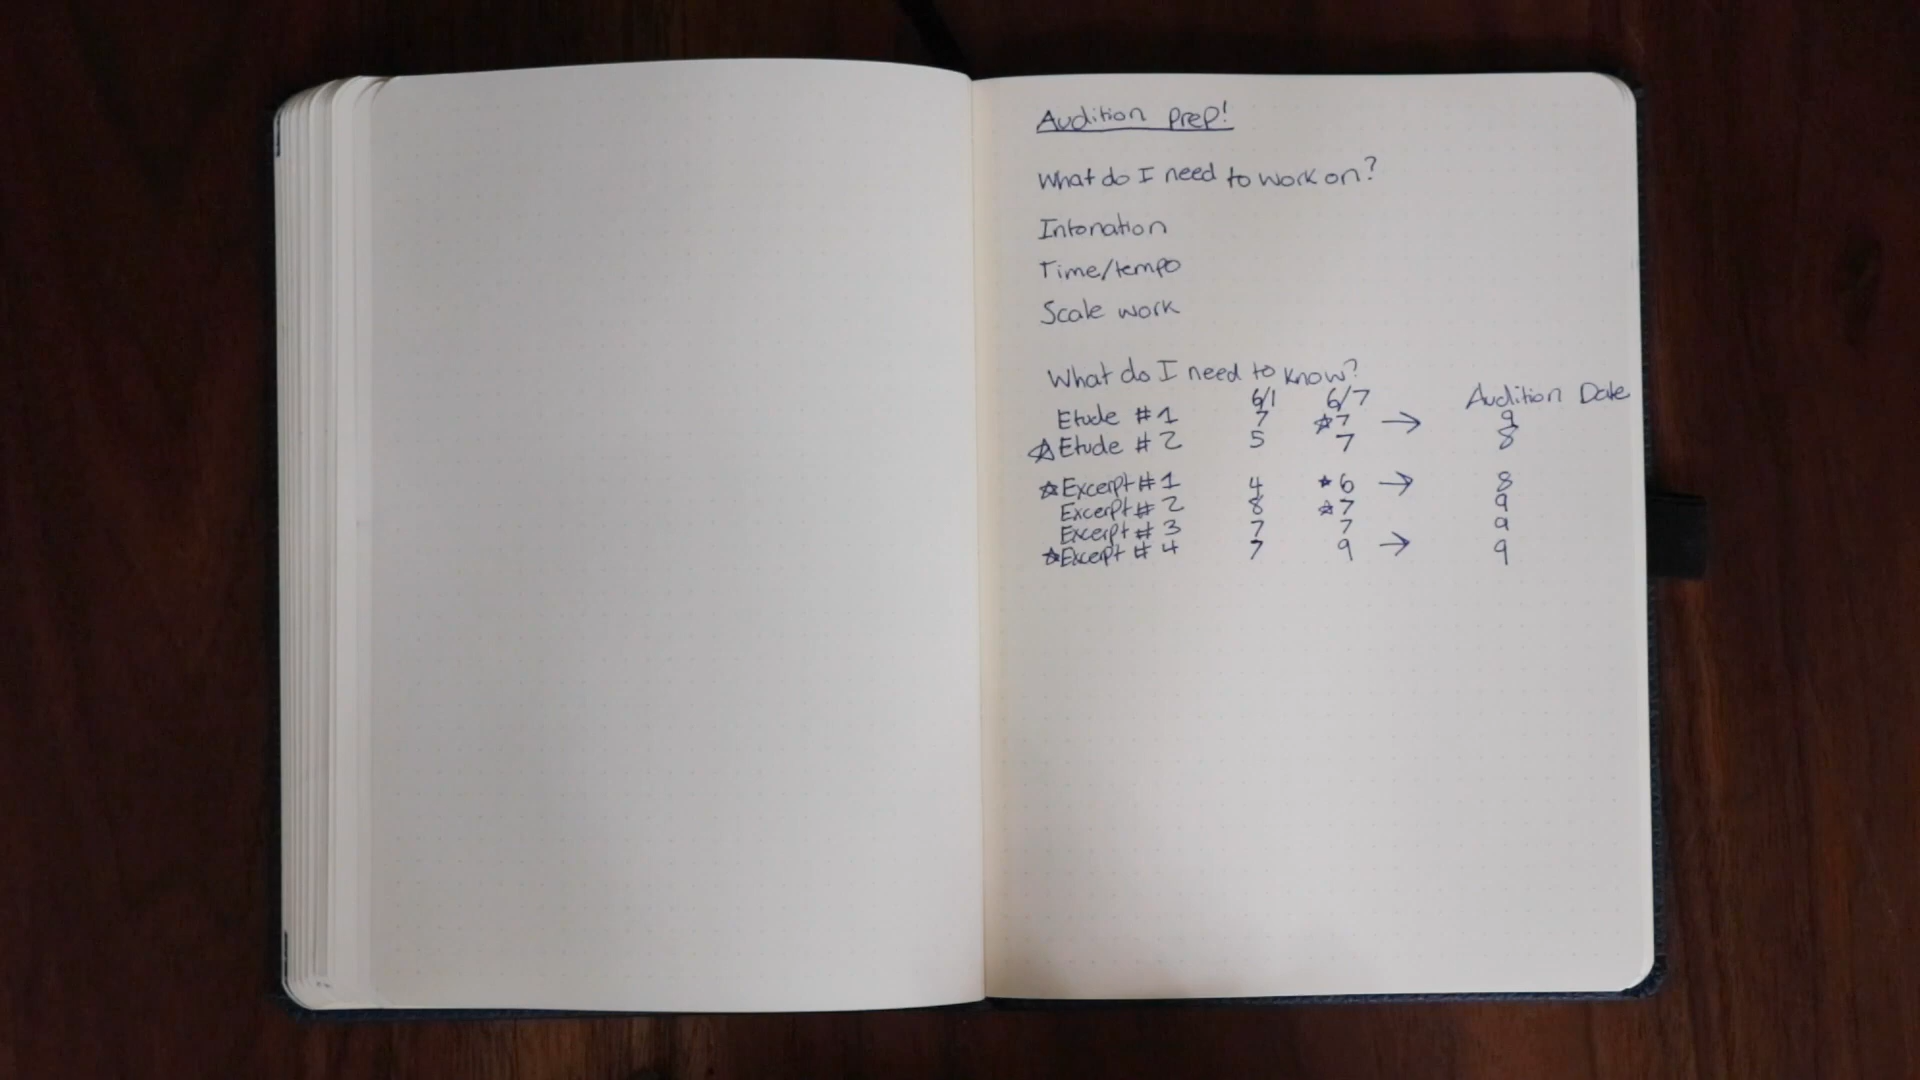 Audition prep!
What do I need to work on?
Intonation
Time/tempo
Scale work
What do I need to know?
6/1 6/7 Audition Date
Etude #1 7 ☆7 → 9
☆Etude #2 5 7 8
☆Excerpt #1 4 ★6 → 8
Excerpt #2 8 ☆7 9
Excerpt #3 7 7 9
☆Excerpt #4 7 9 → 9